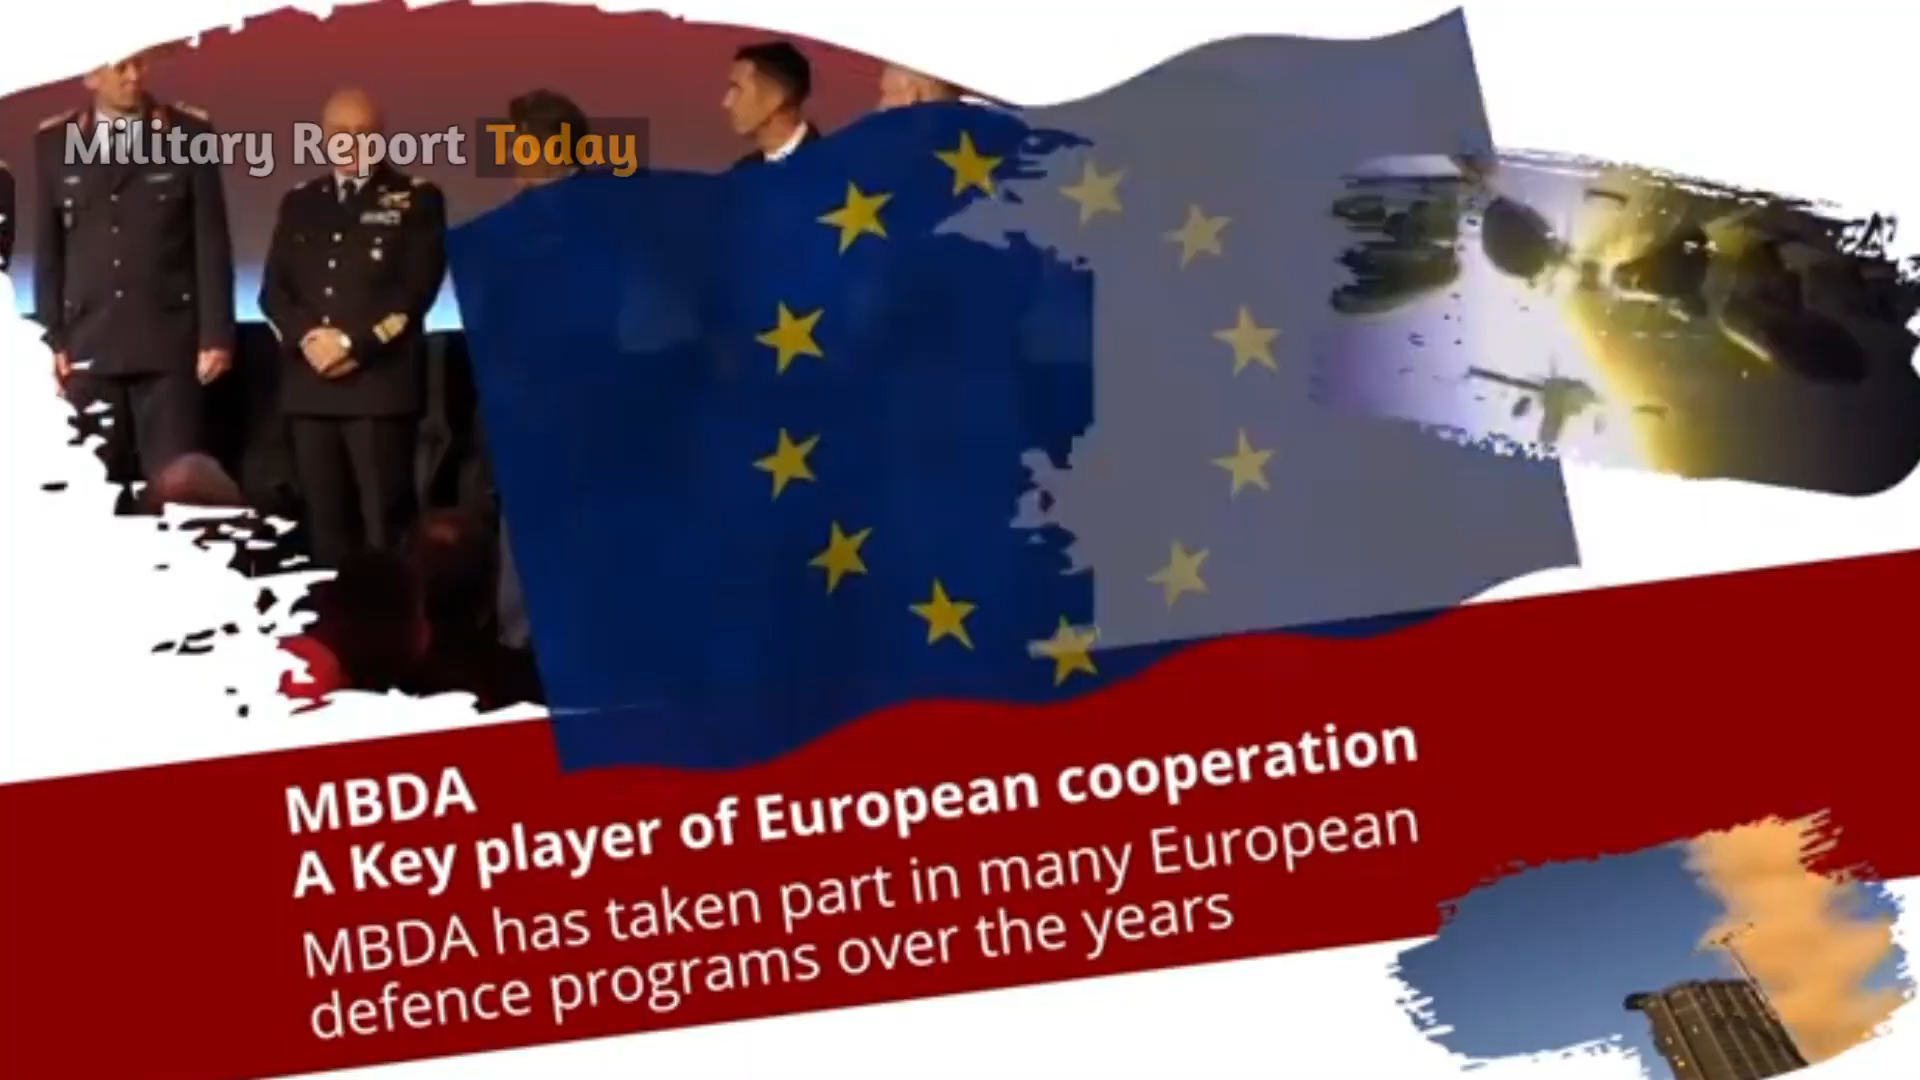 Military Report Today
MBDA
A Key player of European cooperation
MBDA has taken part in many European
defence programs over the years